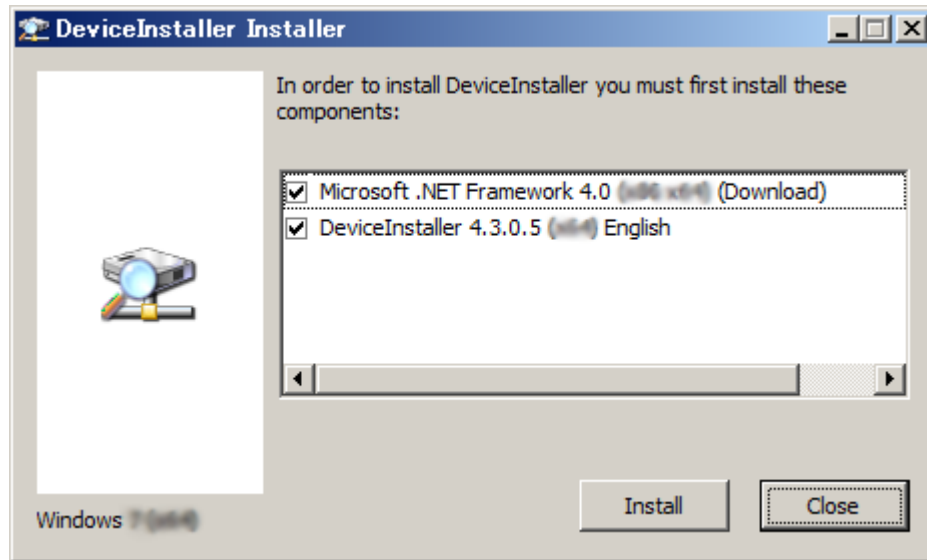 DeviceInstaller Installer
In order to install DeviceInstaller you must first install these
components:
Microsoft .NET Framework 4.0 (Download)
DeviceInstaller 4.3.0.5 English
Install
Close
Windows